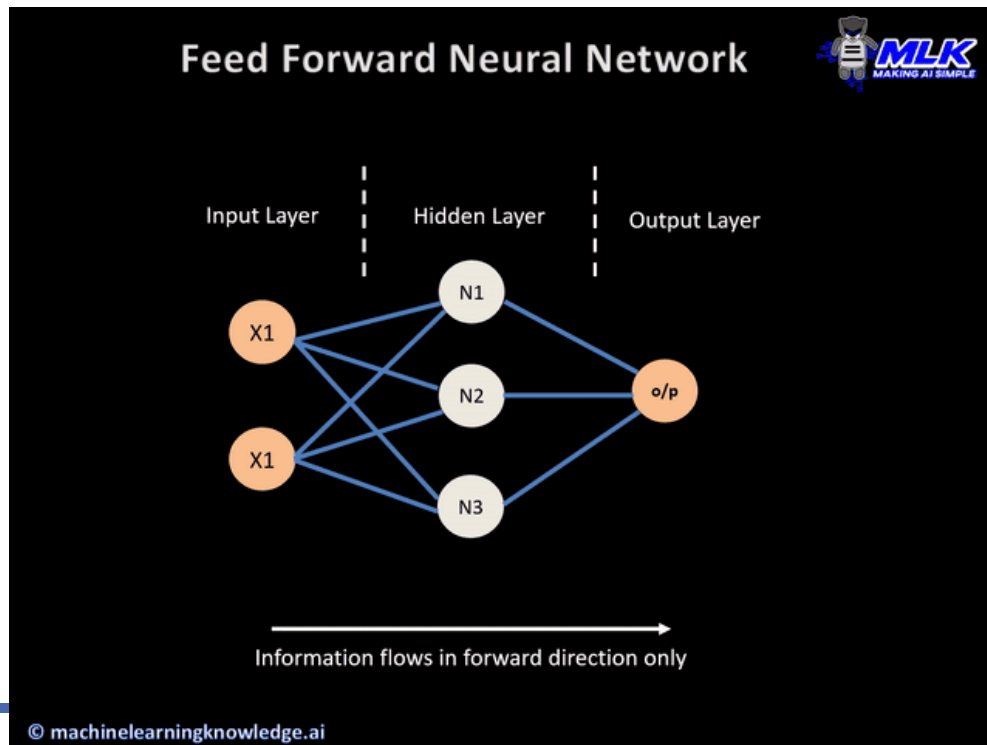 Feed Forward Neural Network
MLK
MAKING AI SIMPLE
Input Layer
Hidden Layer
Output Layer
N1
X1
N2
o/p
X1
N3
Information flows in forward direction only
© machinelearningknowledge.ai